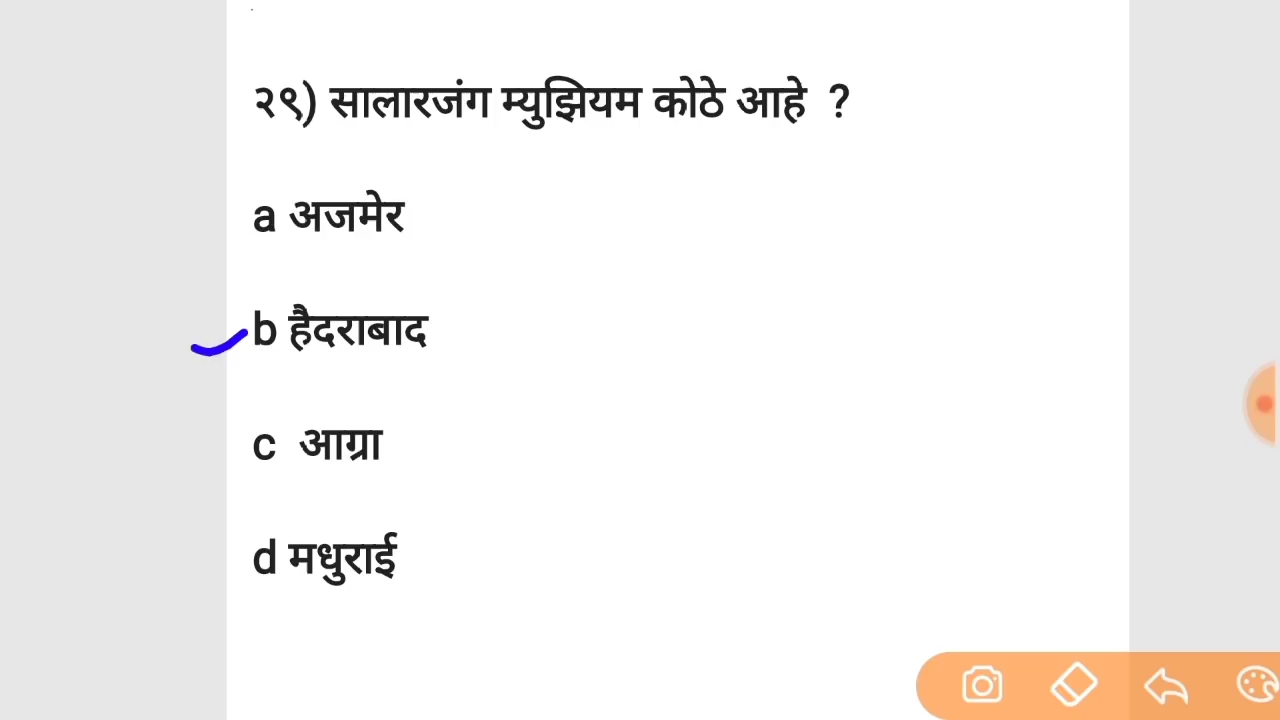 २९) सालारजंग म्युझियम कोठे आहे ?
a अजमेर
b हैदराबाद
c आग्रा
d मधुराई